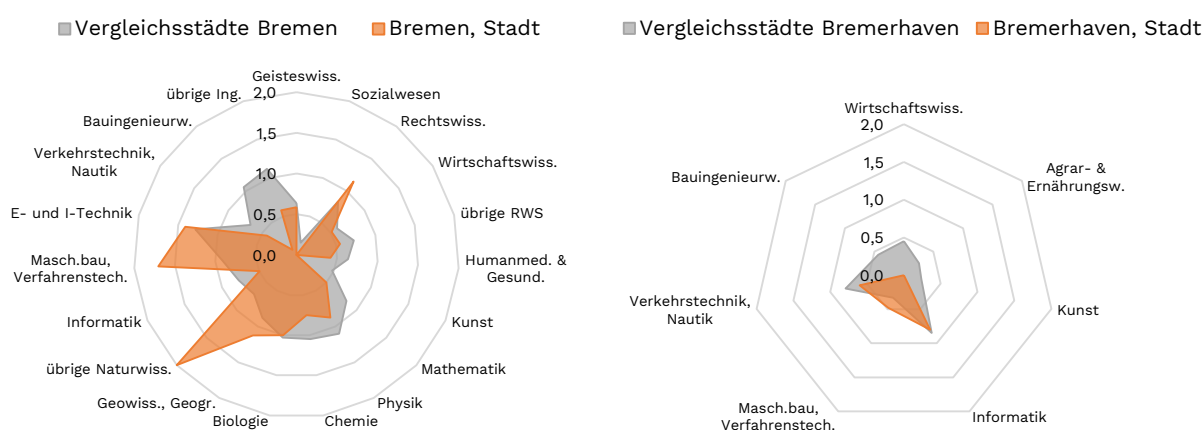 Vergleichsstädte Bremen
Bremen, Stadt
Geisteswiss.
Sozialwesen
Rechtswiss.
Wirtschaftswiss.
übrige RWS
Humanmed. &
Gesund.
Kunst
Mathematik
Physik
Chemie
Biologie
Geowiss., Geogr.
übrige Naturwiss.
Informatik
Masch.bau,
Verfahrenstech.
E- und I-Technik
Verkehrstechnik,
Nautik
Bauingenieurw.
übrige Ing.
2,0
1,5
1,0
0,5
0,0
Vergleichsstädte Bremerhaven
Bremerhaven, Stadt
Wirtschaftswiss.
Agrar- &
Ernährungsw.
Kunst
Informatik
Masch.bau,
Verfahrenstech.
Verkehrstechnik,
Nautik
Bauingenieurw.
2,0
1,5
1,0
0,5
0,0